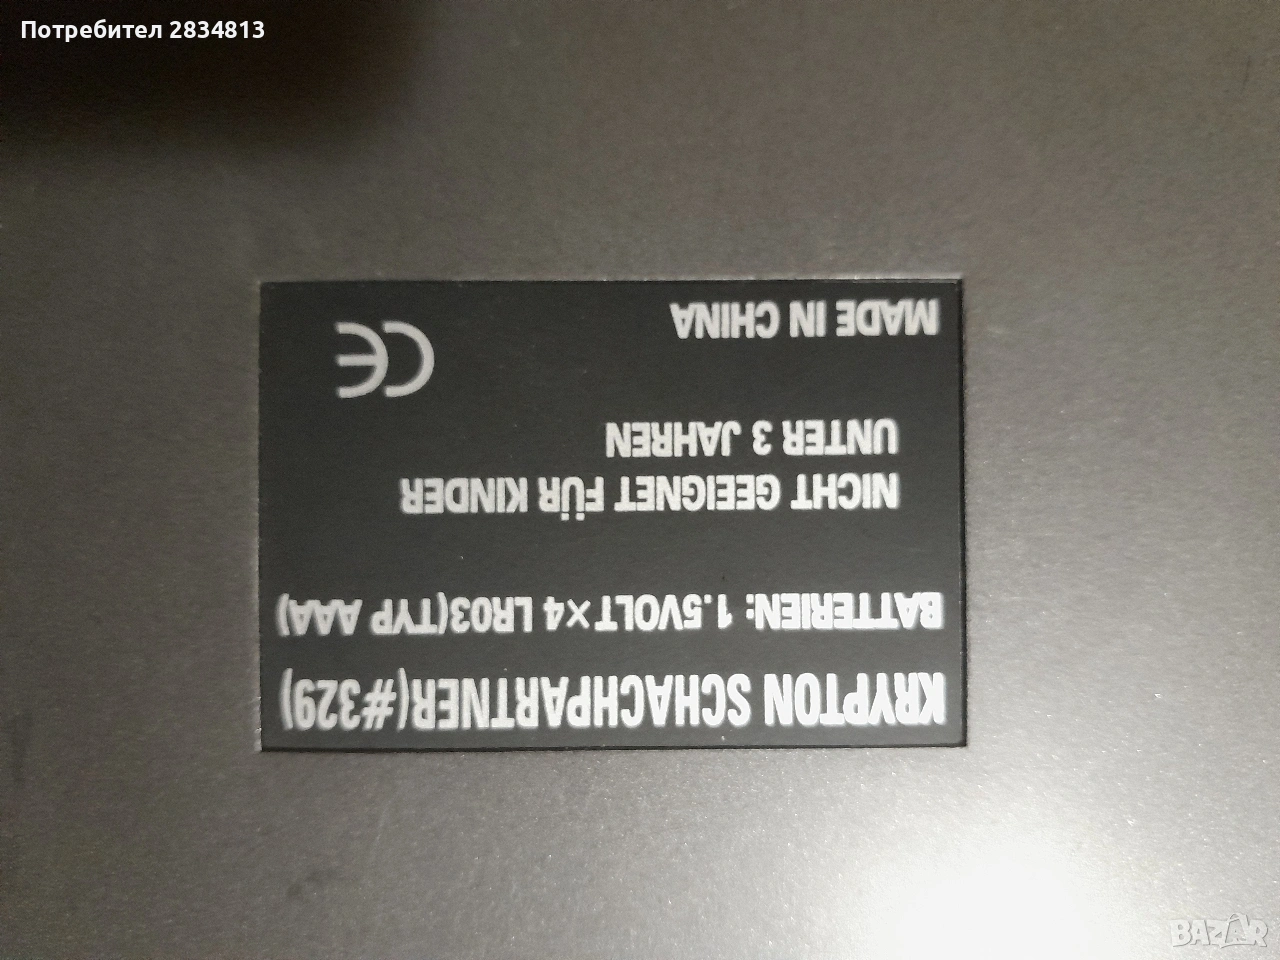 Потребител 2834813
KRYPTON SCHACHPARTNER(#329)
BATTERIEN: 1.5VOLT×4 LR03(TYP AAA)
NICHT GEEIGNET FÜR KINDER
UNTER 3 JAHREN
CE
MADE IN CHINA
BAZAR